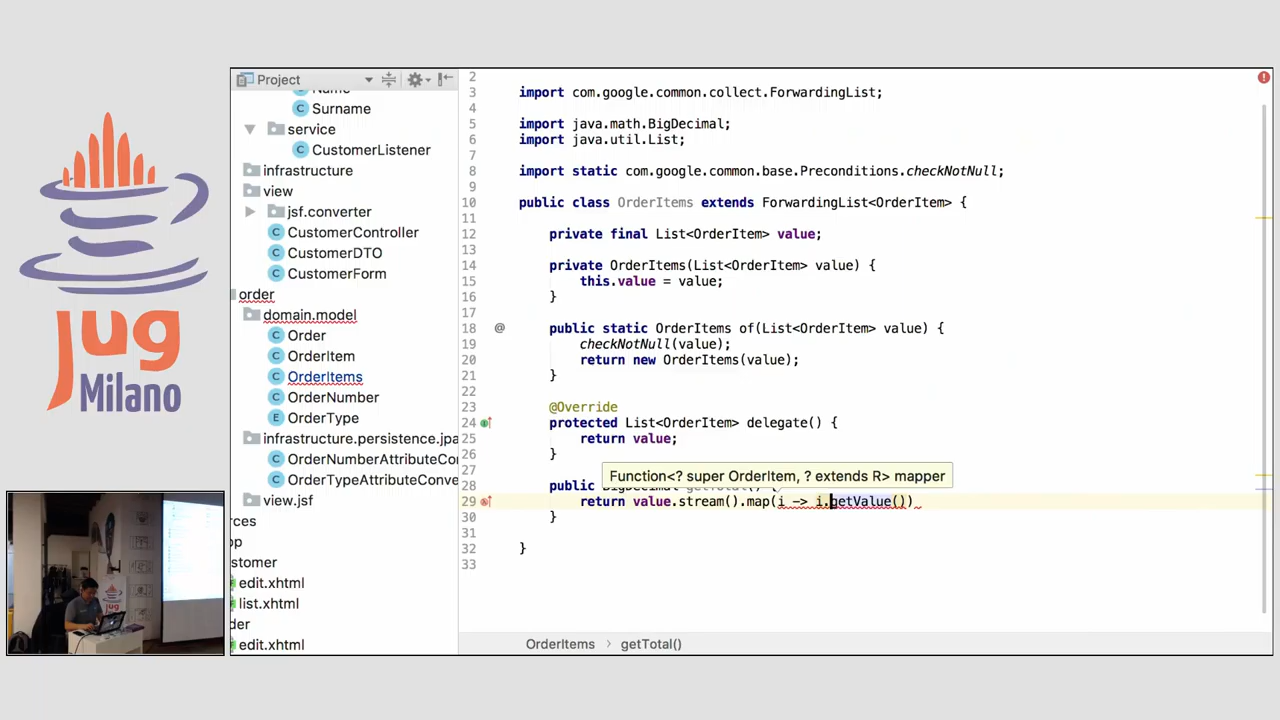 Project
Name
Surname
service
CustomerListener
infrastructure
view
jsf.converter
CustomerController
CustomerDTO
CustomerForm
order
domain.model
Order
OrderItem
OrderItems
OrderNumber
OrderType
infrastructure.persistence.jpa
OrderNumberAttributeCo
OrderTypeAttributeConve
view.jsf
rces
op
stomer
edit.xhtml
list.xhtml
der
edit.xhtml
2
3 import com.google.common.collect.ForwardingList;
4
5 import java.math.BigDecimal;
6 import java.util.List;
7
8 import static com.google.common.base.Preconditions.checkNotNull;
9
10 public class OrderItems extends ForwardingList<OrderItem> {
11
12 private final List<OrderItem> value;
13
14 private OrderItems(List<OrderItem> value) {
15 this.value = value;
16 }
17
18 @ public static OrderItems of(List<OrderItem> value) {
19 checkNotNull(value);
20 return new OrderItems(value);
21 }
22
23 @Override
24 protected List<OrderItem> delegate() {
25 return value;
26 }
27
Function<? super OrderItem, ? extends R> mapper
28 public BigDecimal getTotal() {
29 return value.stream().map(i -> i.getValue())
30 }
31
32 }
33
OrderItems > getTotal()
jug
Milano